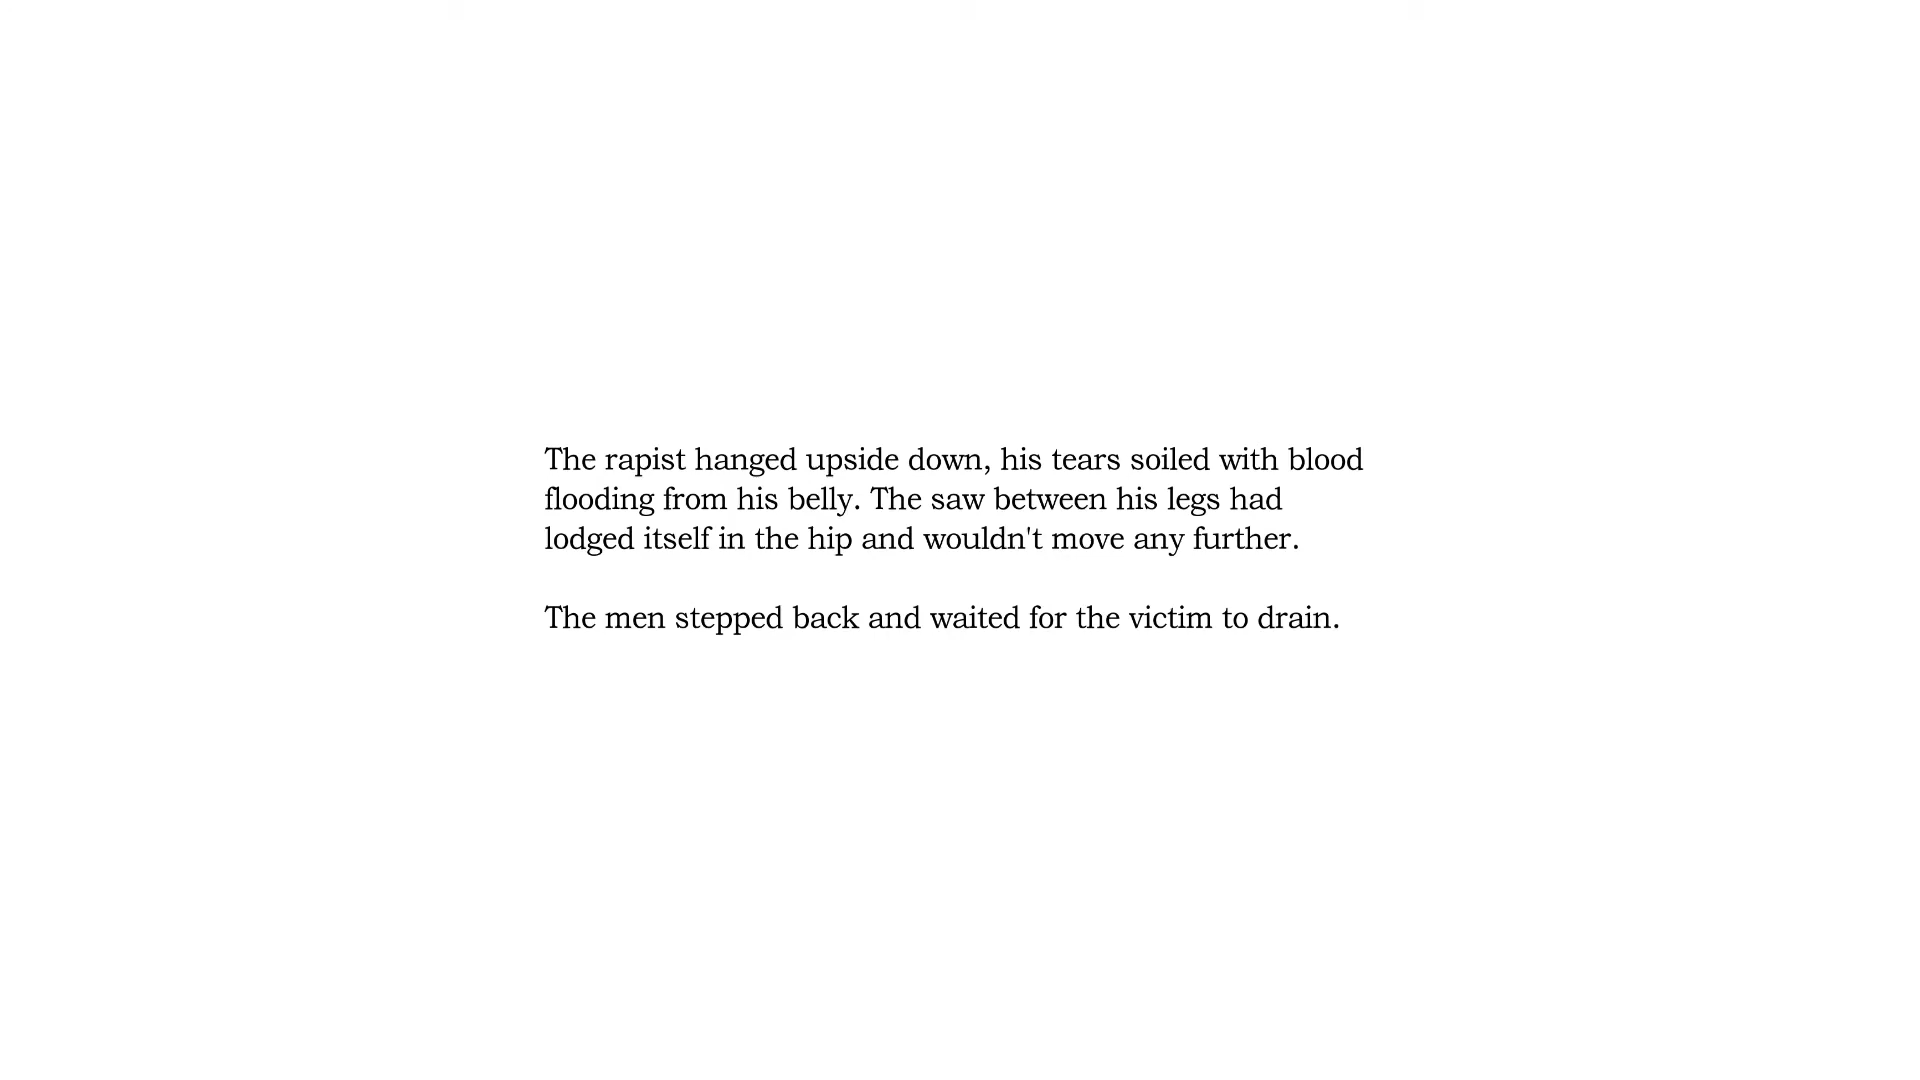 The rapist hanged upside down, his tears soiled with blood
flooding from his belly. The saw between his legs had
lodged itself in the hip and wouldn't move any further.
The men stepped back and waited for the victim to drain.